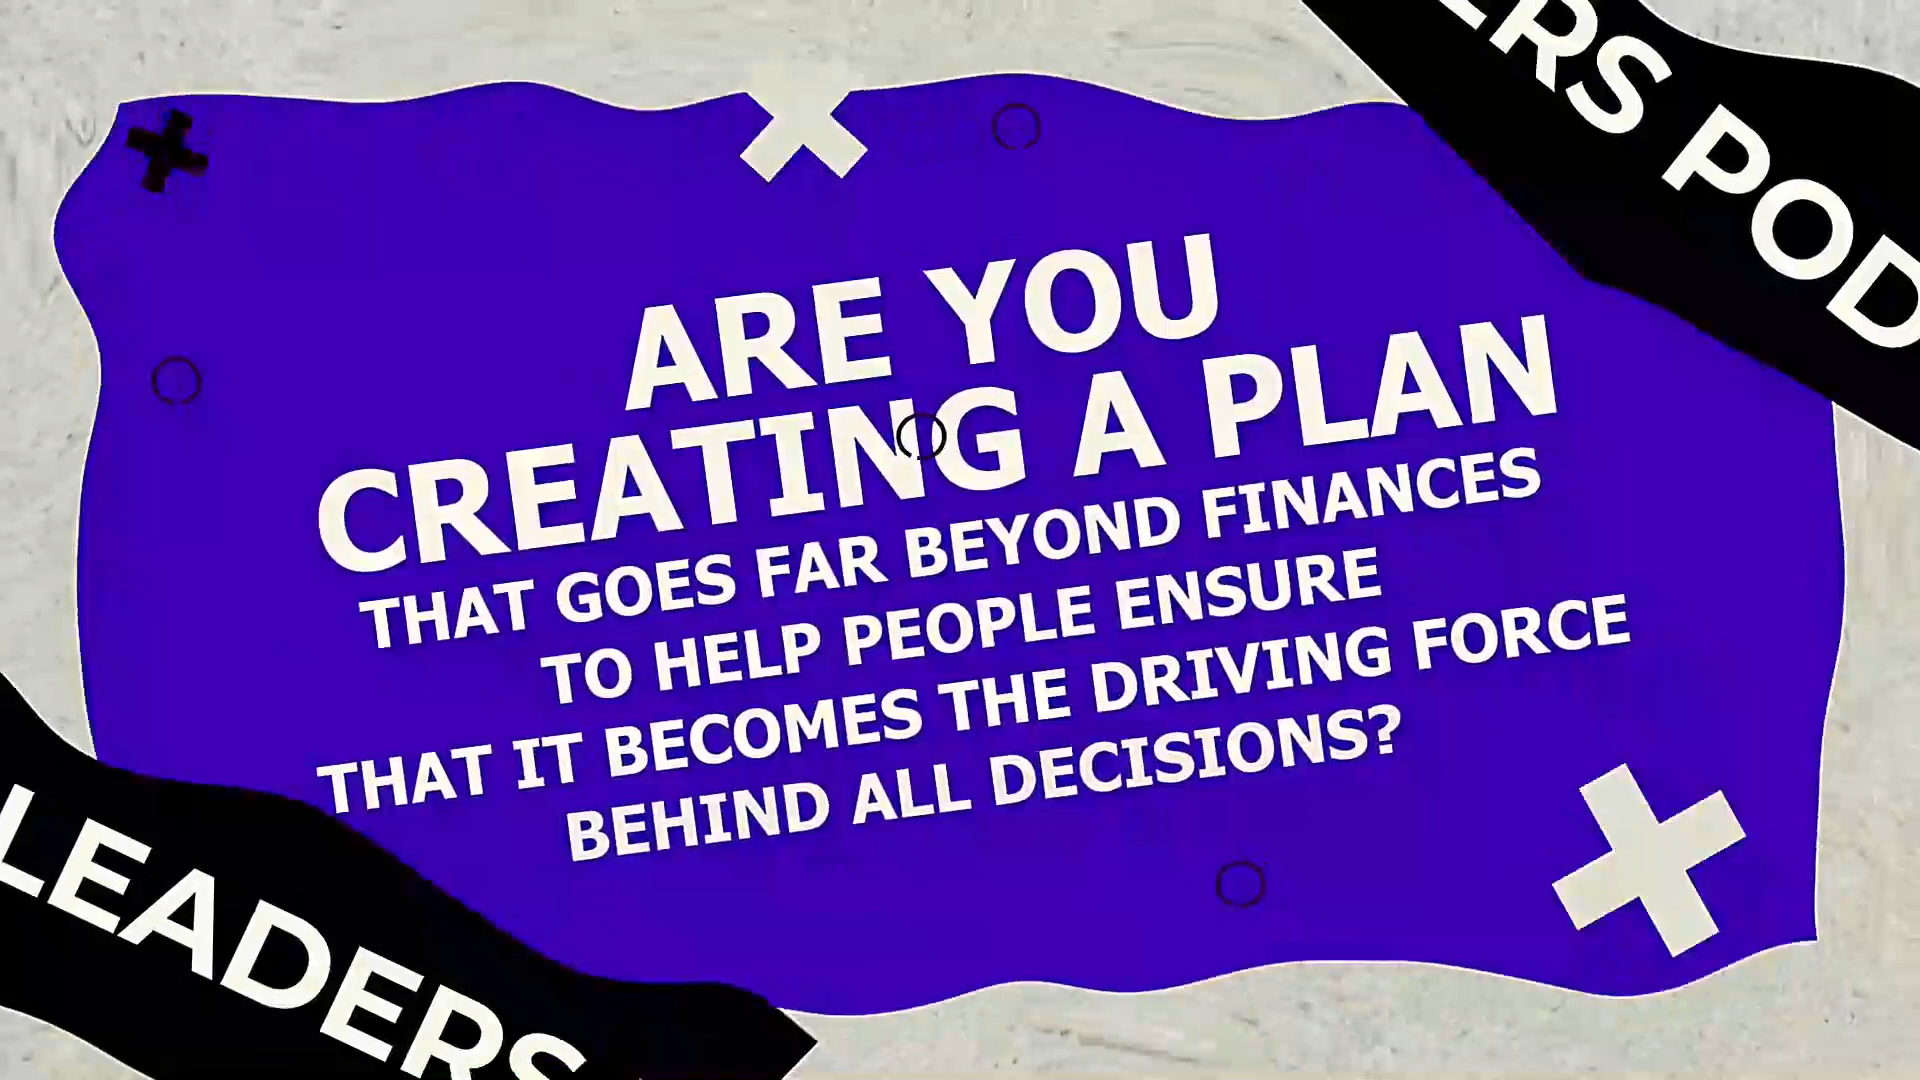 ERS POD
ARE YOU
CREATING A PLAN
THAT GOES FAR BEYOND FINANCES
TO HELP PEOPLE ENSURE
THAT IT BECOMES THE DRIVING FORCE
BEHIND ALL DECISIONS?
LEADERS